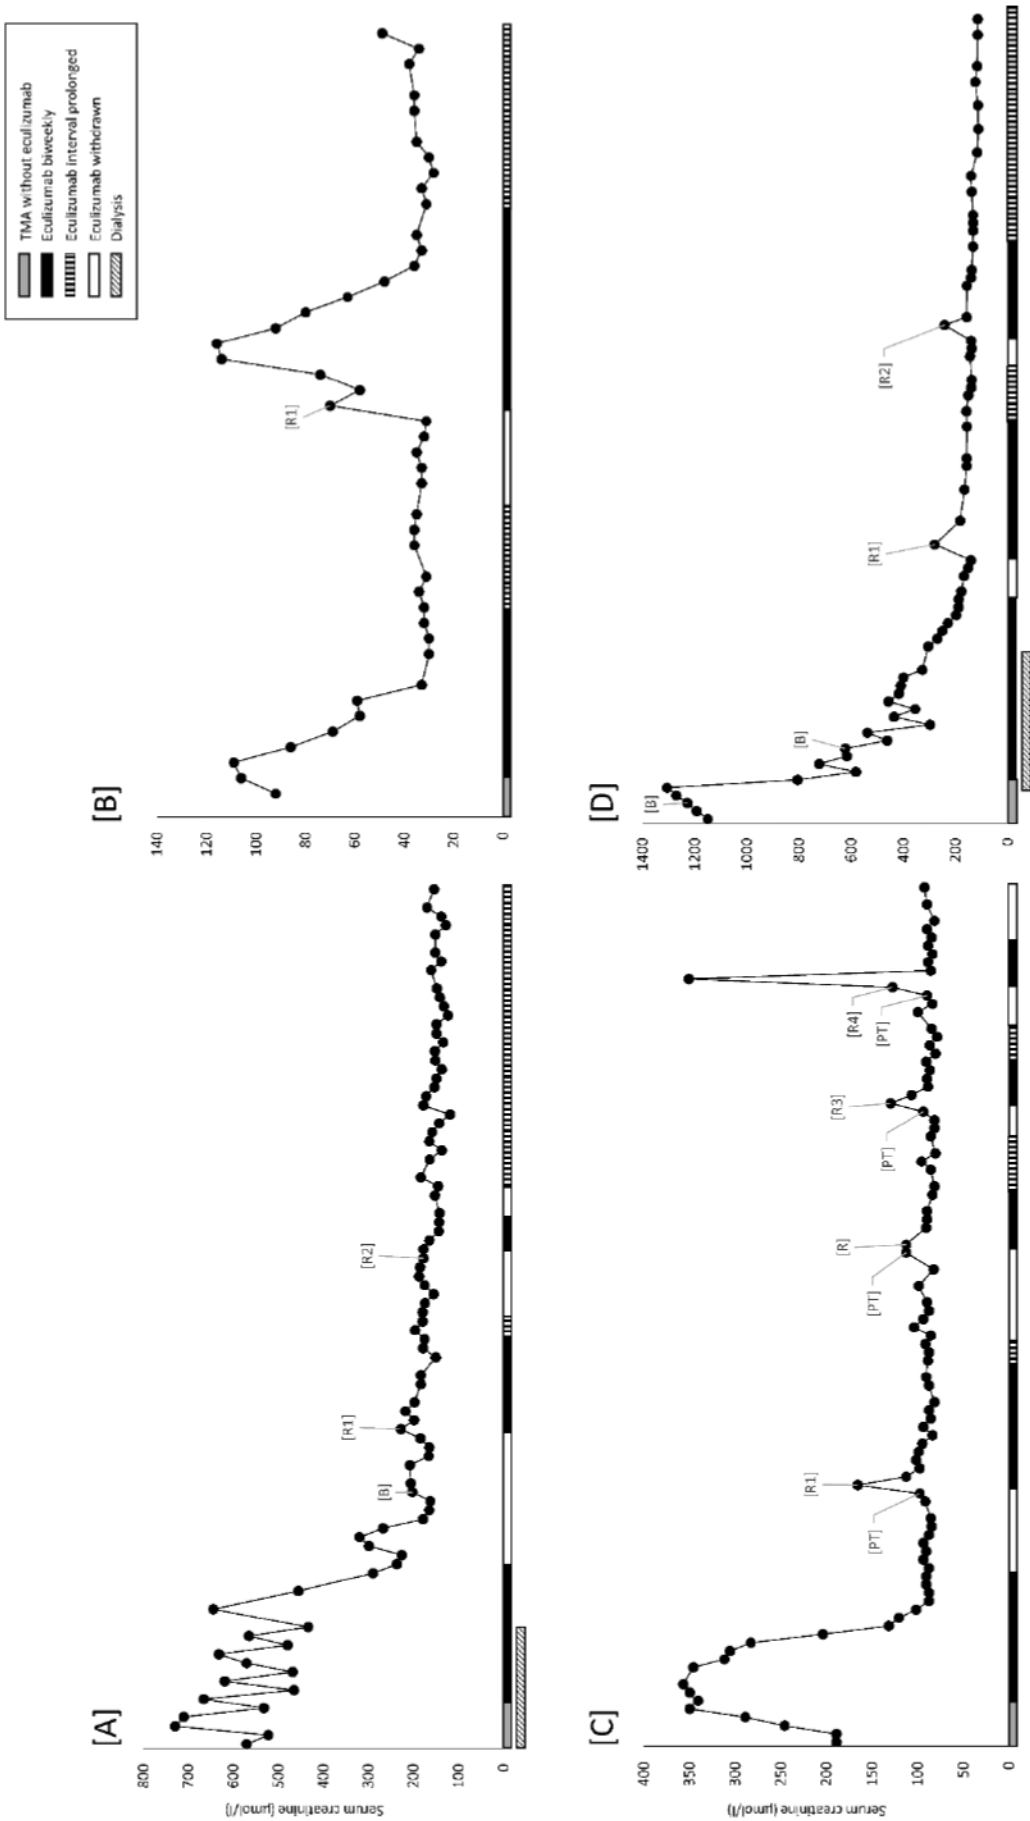 [A]
Serum creatinine (µmol/l)
800
700
600
500
400
300
200
100
0
[B]
[R1]
[R2]
[B]
140
120
100
80
60
40
20
0
[R1]
TMA without eculizumab
Eculizumab biweekly
Eculizumab interval prolonged
Eculizumab withdrawn
Dialysis
[C]
Serum creatinine (µmol/l)
400
350
300
250
200
150
100
50
0
[PT]
[R1]
[PT]
[R]
[PT]
[R3]
[PT]
[R4]
[D]
1400
1200
1000
800
600
400
200
0
[B]
[B]
[R1]
[R2]